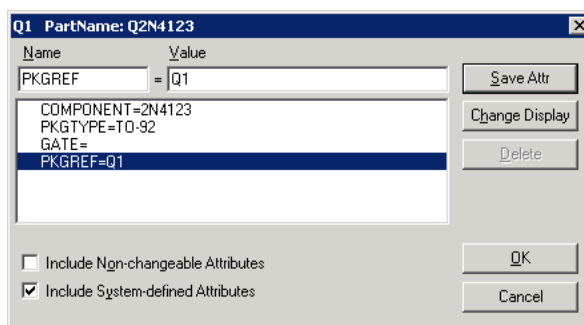 Q1 PartName: Q2N4123
Name Value
PKGREF = Q1
Save Attr
COMPONENT=2N4123
PKGTYPE=TO-92
GATE=
PKGREF=Q1
Change Display
Delete
Include Non-changeable Attributes
Include System-defined Attributes
OK
Cancel